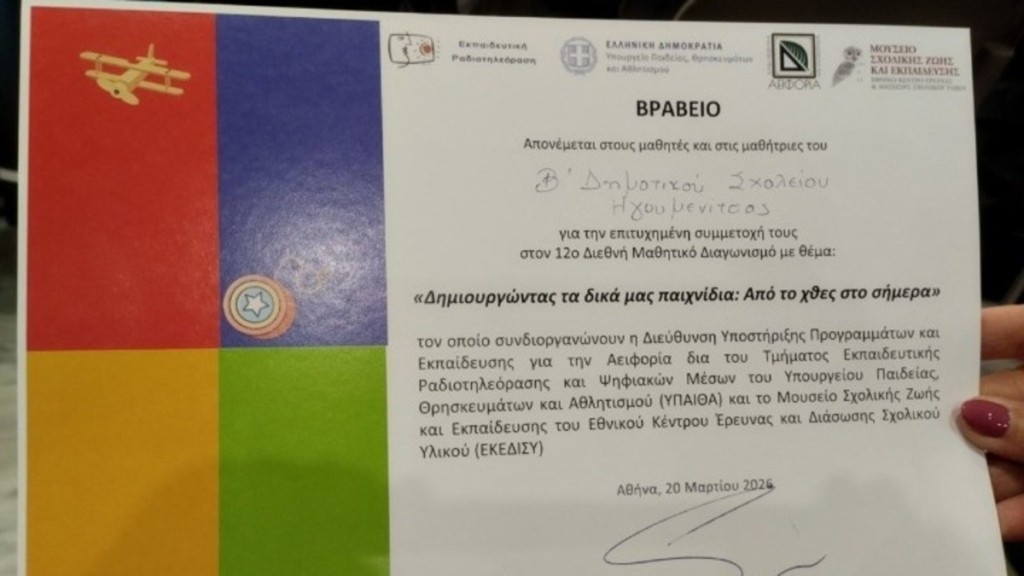 Εκπαιδευτική
Ραδιοτηλεόραση
ΕΛΛΗΝΙΚΗ ΔΗΜΟΚΡΑΤΙΑ
Υπουργείο Παιδείας, Θρησκευμάτων
και Αθλητισμού
ΑΕΙΦΟΡΙΑ
ΜΟΥΣΕΙΟ
ΣΧΟΛΙΚΗΣ ΖΩΗΣ
ΚΑΙ ΕΚΠΑΙΔΕΥΣΗΣ
ΒΡΑΒΕΙΟ
Απονέμεται στους μαθητές και στις μαθήτριες του
Β' Δημοτικού Σχολείου
Ηγουμενίτσας
για την επιτυχημένη συμμετοχή τους
στον 12ο Διεθνή Μαθητικό Διαγωνισμό με θέμα:
«Δημιουργώντας τα δικά μας παιχνίδια: Από το χθες στο σήμερα»
τον οποίο συνδιοργανώνουν η Διεύθυνση Υποστήριξης Προγραμμάτων και
Εκπαίδευσης για την Αειφορία δια του Τμήματος Εκπαιδευτικής
Ραδιοτηλεόρασης και Ψηφιακών Μέσων του Υπουργείου Παιδείας,
Θρησκευμάτων και Αθλητισμού (ΥΠΑΙΘΑ) και το Μουσείο Σχολικής Ζωής
και Εκπαίδευσης του Εθνικού Κέντρου Έρευνας και Διάσωσης Σχολικού
Υλικού (ΕΚΕΔΙΣΥ)
Αθήνα, 20 Μαρτίου 2026